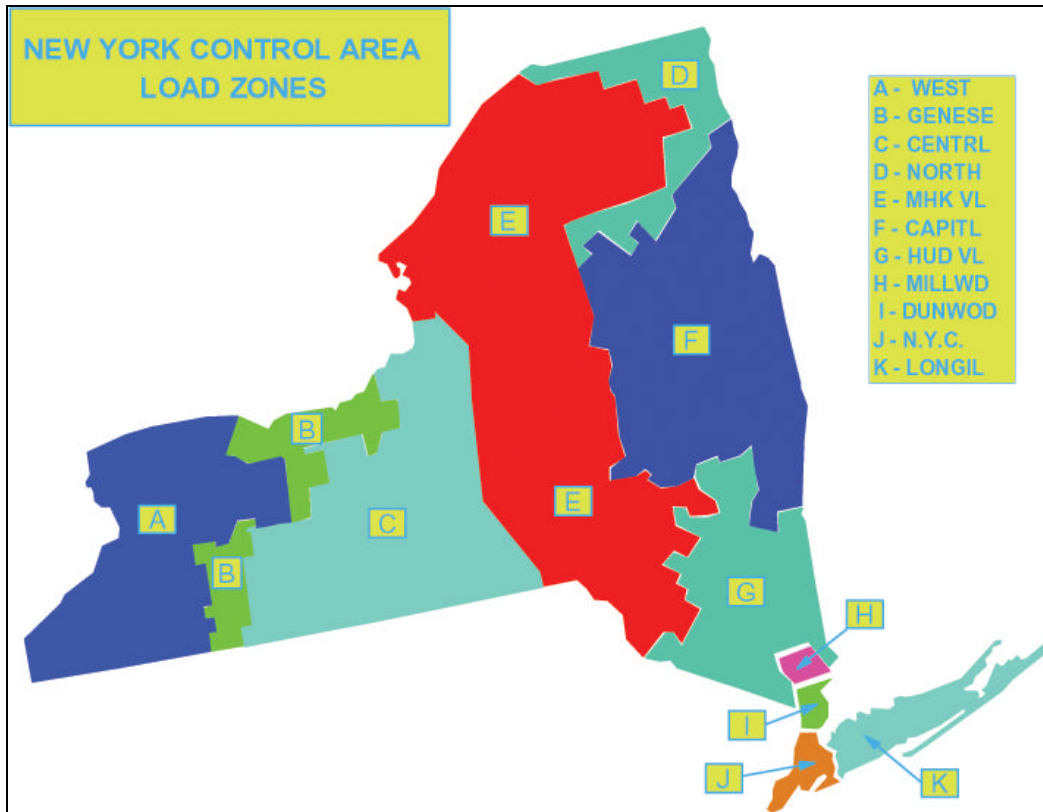 NEW YORK CONTROL AREA
LOAD ZONES
A - WEST
B - GENESE
C - CENTRL
D - NORTH
E - MHK VL
F - CAPITL
G - HUD VL
H - MILLWD
I - DUNWOD
J - N.Y.C.
K - LONGIL
D
E
F
B
A
C
E
B
G
H
I
J
K